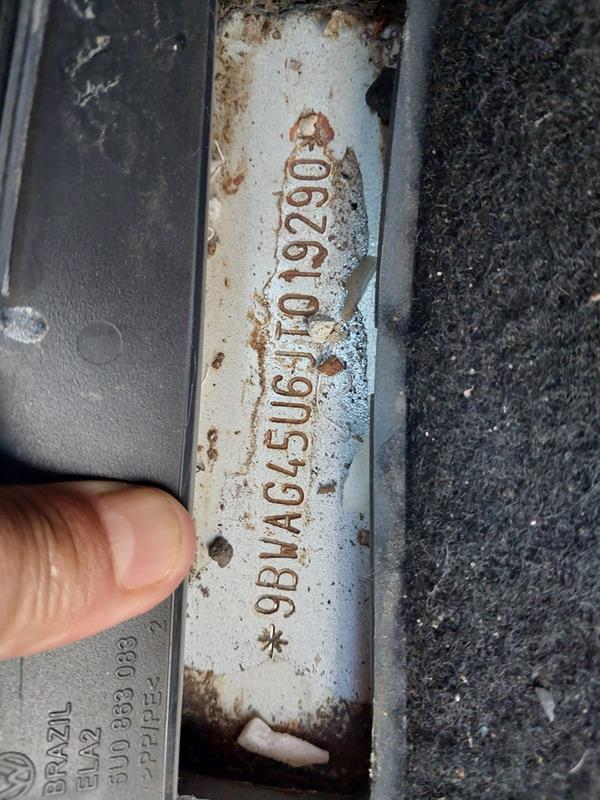 *9BWAG45U6JT019290*
BRAZIL
ELA2
5U0 863 083
>PP/PE< 2